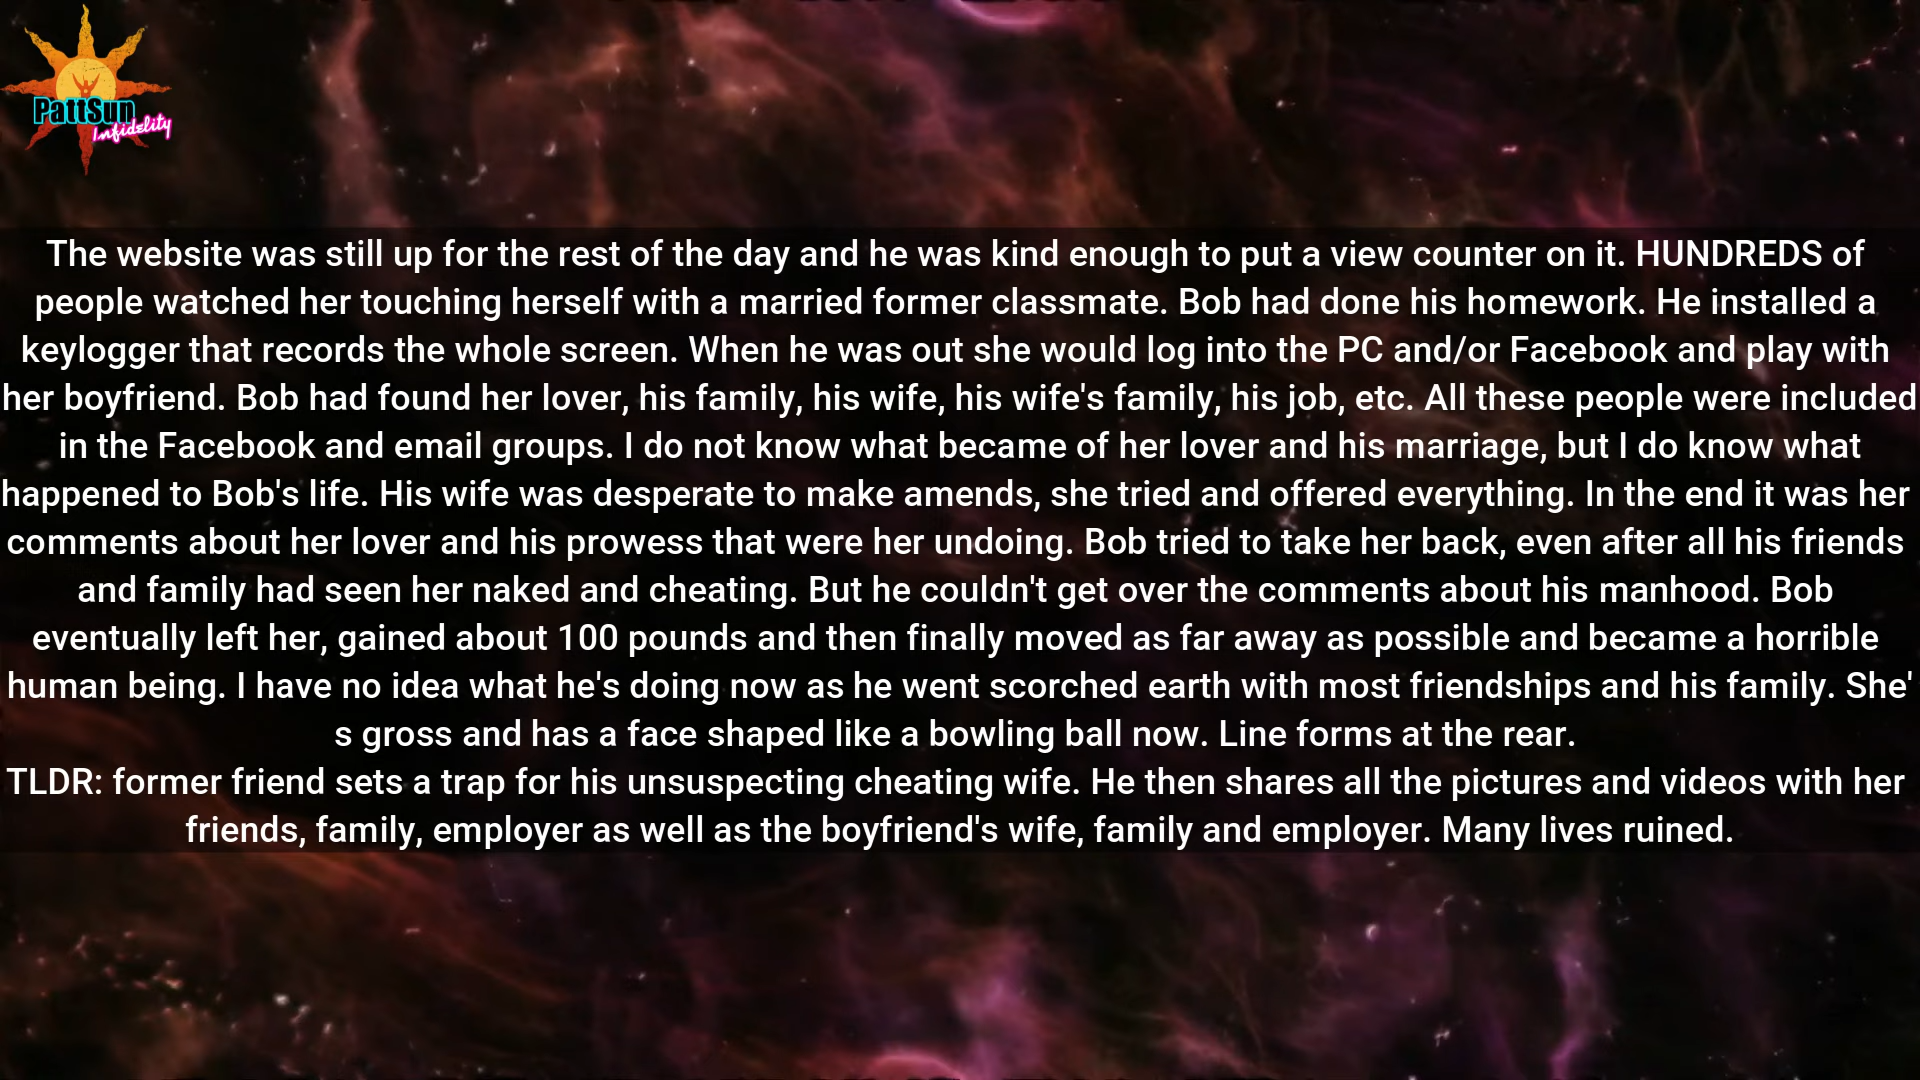 PattSun
Infidelity
The website was still up for the rest of the day and he was kind enough to put a view counter on it. HUNDREDS of
people watched her touching herself with a married former classmate. Bob had done his homework. He installed a
keylogger that records the whole screen. When he was out she would log into the PC and/or Facebook and play with
her boyfriend. Bob had found her lover, his family, his wife, his wife's family, his job, etc. All these people were included
in the Facebook and email groups. I do not know what became of her lover and his marriage, but I do know what
happened to Bob's life. His wife was desperate to make amends, she tried and offered everything. In the end it was her
comments about her lover and his prowess that were her undoing. Bob tried to take her back, even after all his friends
and family had seen her naked and cheating. But he couldn't get over the comments about his manhood. Bob
eventually left her, gained about 100 pounds and then finally moved as far away as possible and became a horrible
human being. I have no idea what he's doing now as he went scorched earth with most friendships and his family. She'
s gross and has a face shaped like a bowling ball now. Line forms at the rear.
TLDR: former friend sets a trap for his unsuspecting cheating wife. He then shares all the pictures and videos with her
friends, family, employer as well as the boyfriend's wife, family and employer. Many lives ruined.